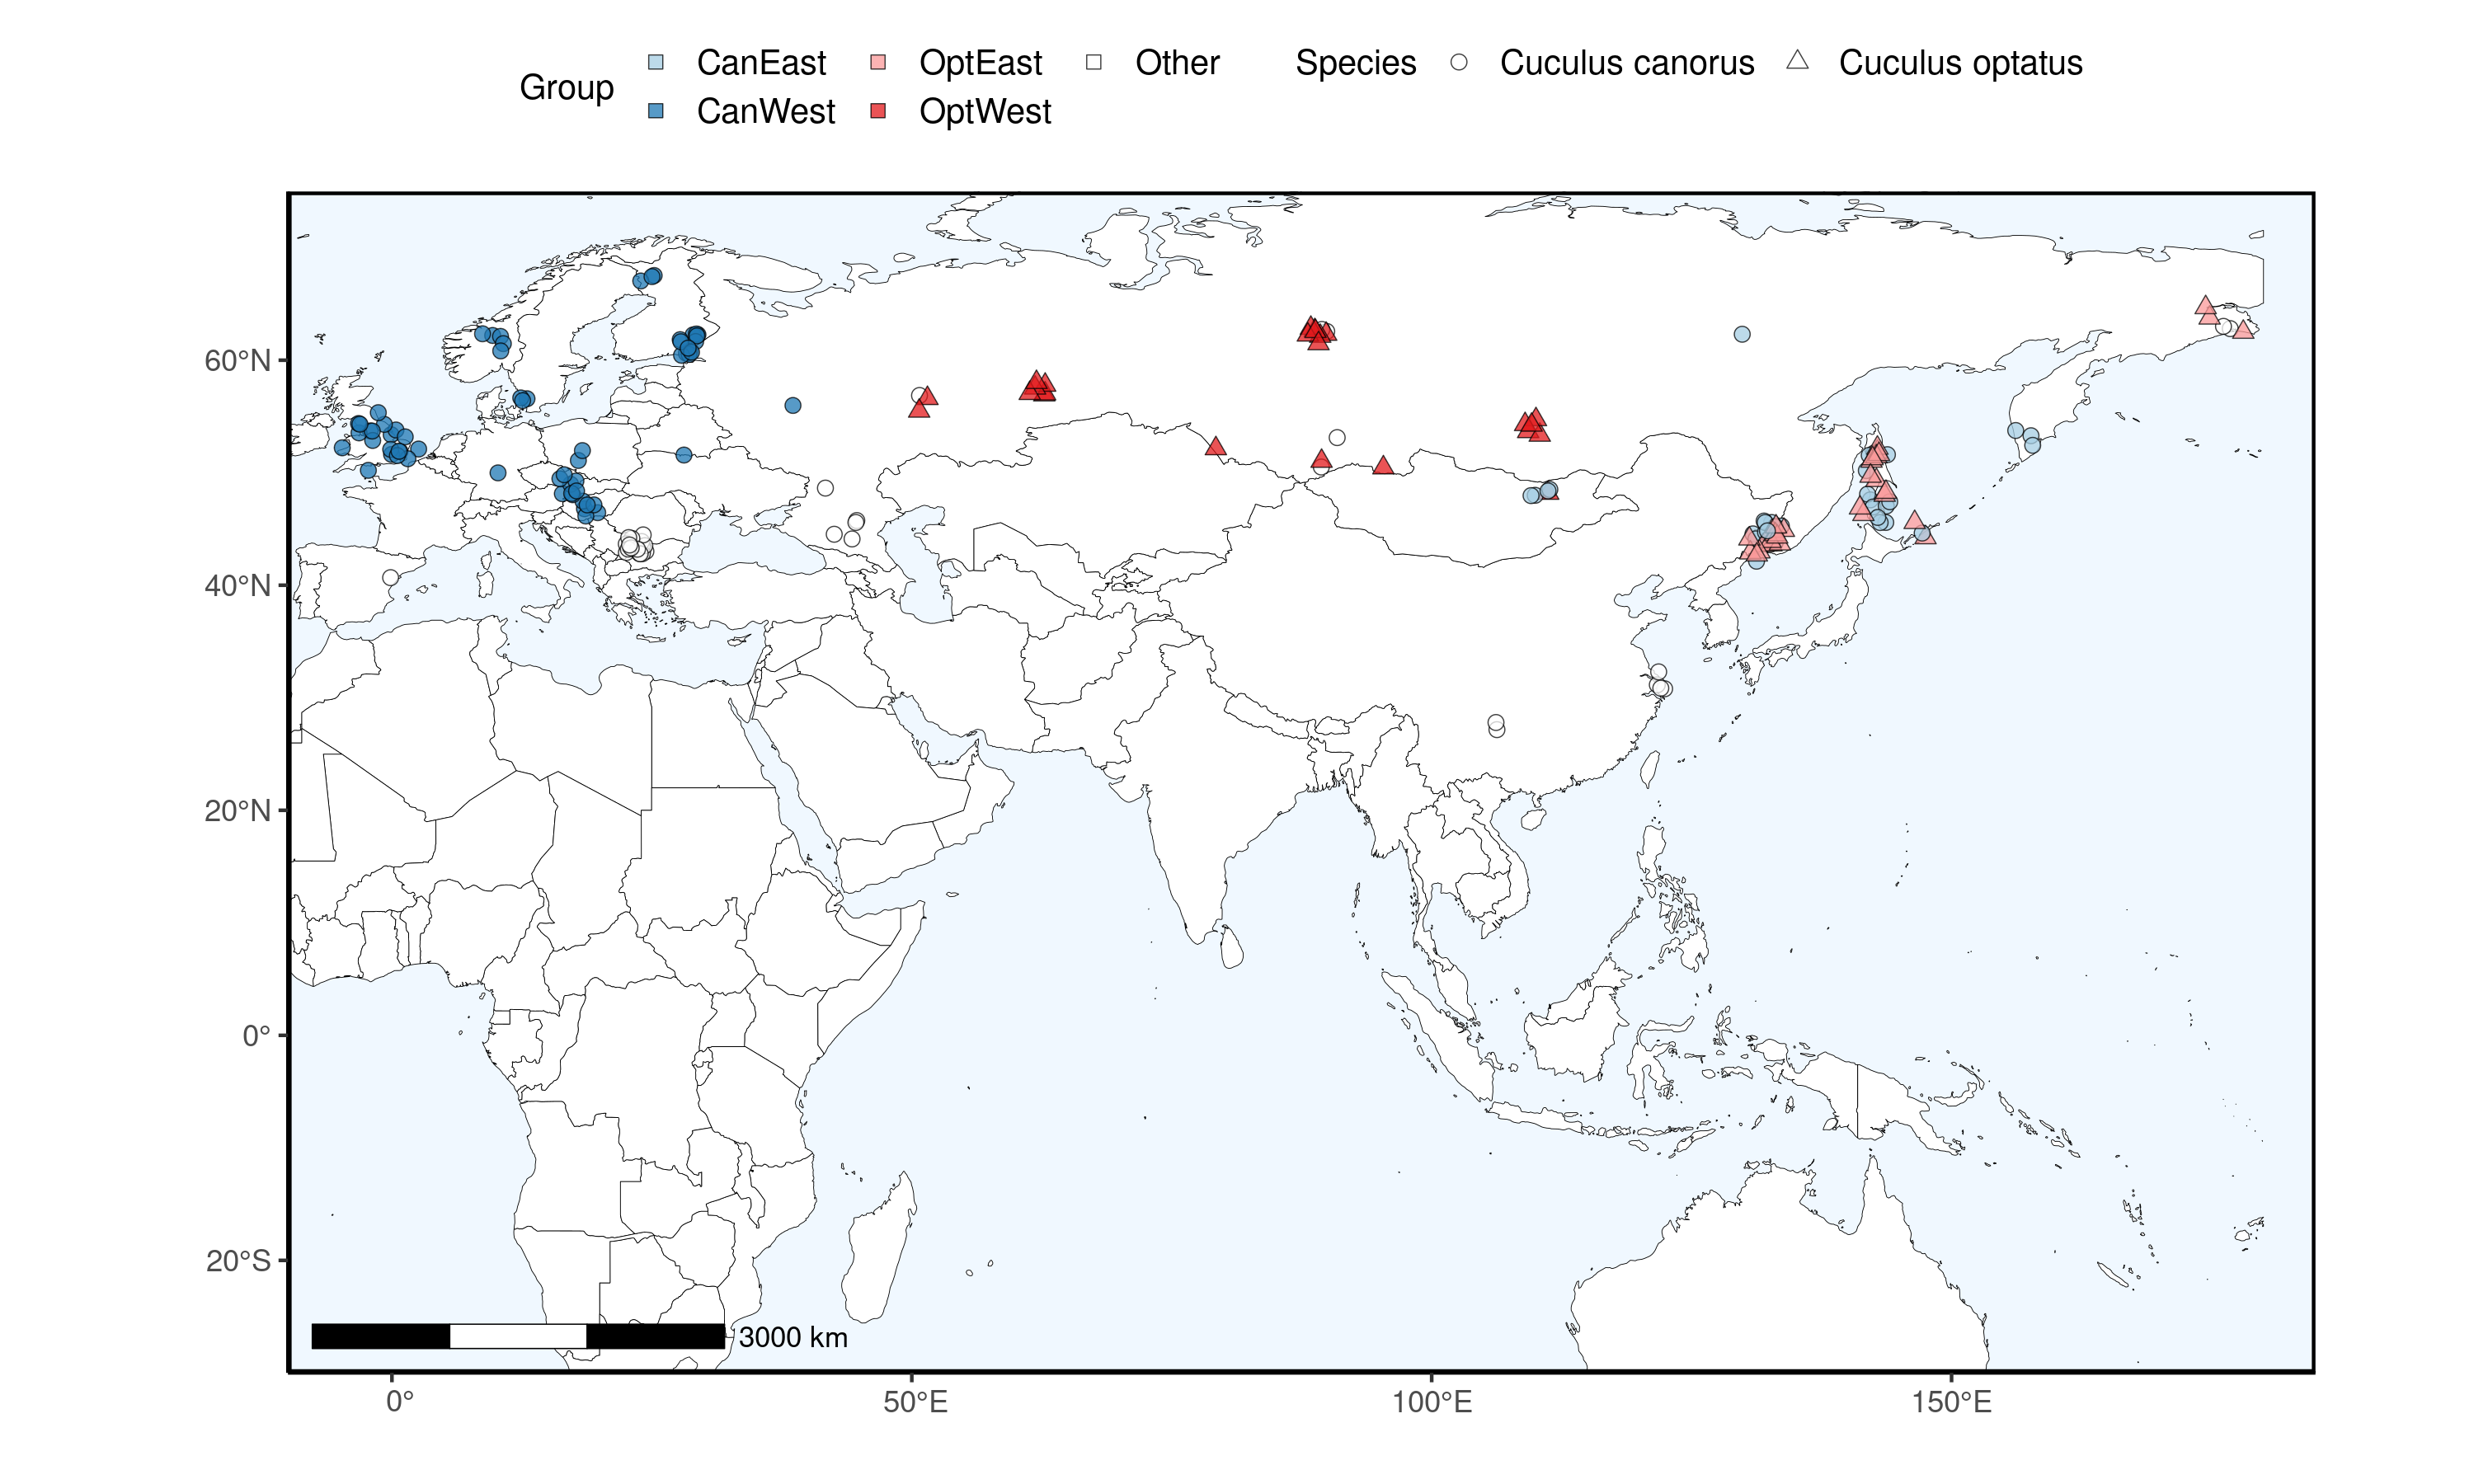 Group
CanEast
OptEast
Other
CanWest
OptWest
Species
Cuculus canorus
Cuculus optatus
60°N
40°N
20°N
0°
20°S
3000 km
0°
50°E
100°E
150°E